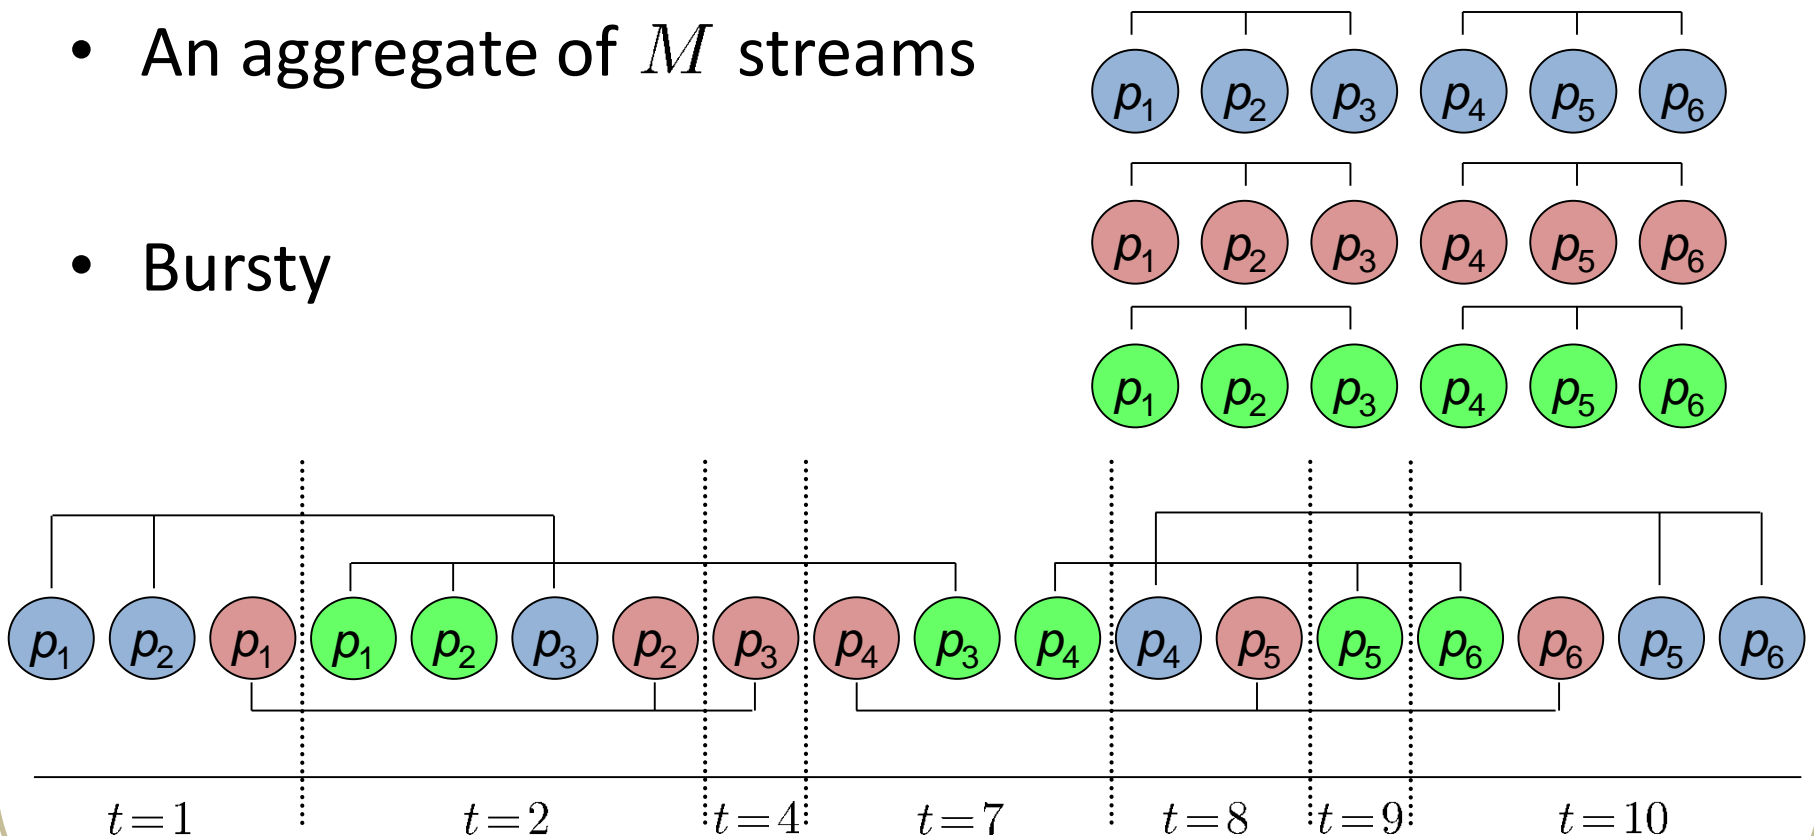 • An aggregate of M streams
p1 p2 p3 p4 p5 p6
p1 p2 p3 p4 p5 p6
• Bursty
p1 p2 p3 p4 p5 p6
p1 p2 p1 p1 p2 p3 p2 p3 p4 p3 p4 p4 p5 p5 p6 p6 p5 p6
t=1 t=2 t=4 t=7 t=8 t=9 t=10